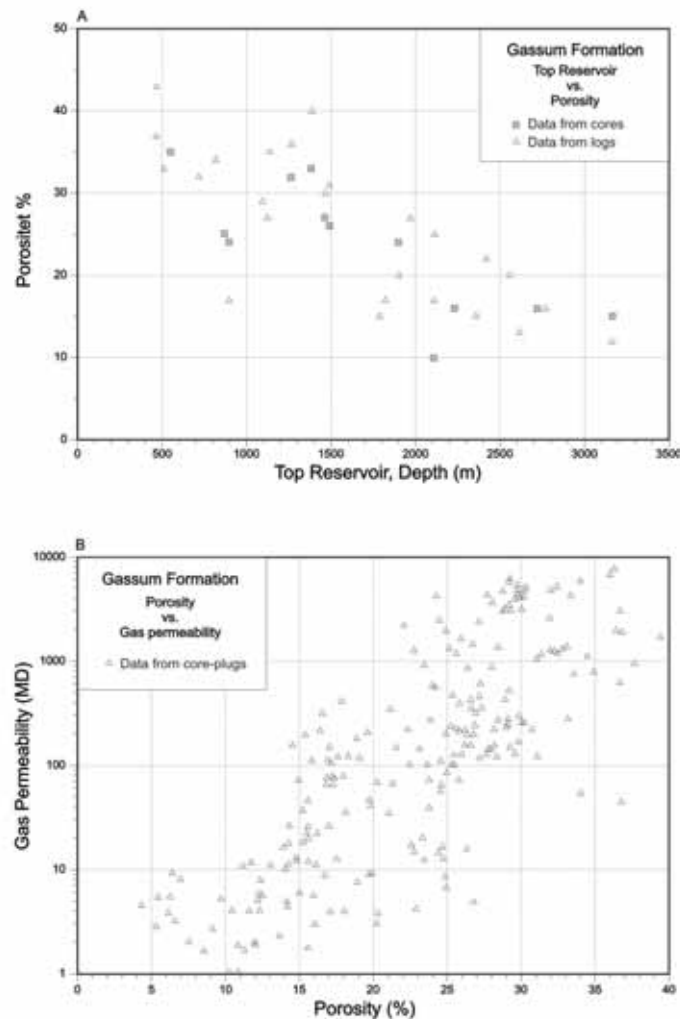 A
50
40
30
20
10
0
Porositet %
Gassum Formation
Top Reservoir
vs.
Porosity
Data from cores
Data from logs
0 500 1000 1500 2000 2500 3000 3500
Top Reservoir, Depth (m)
B
10000
1000
100
10
1
Gas Permeability (MD)
Gassum Formation
Porosity
vs.
Gas permeability
Data from core-plugs
0 5 10 15 20 25 30 35 40
Porosity (%)